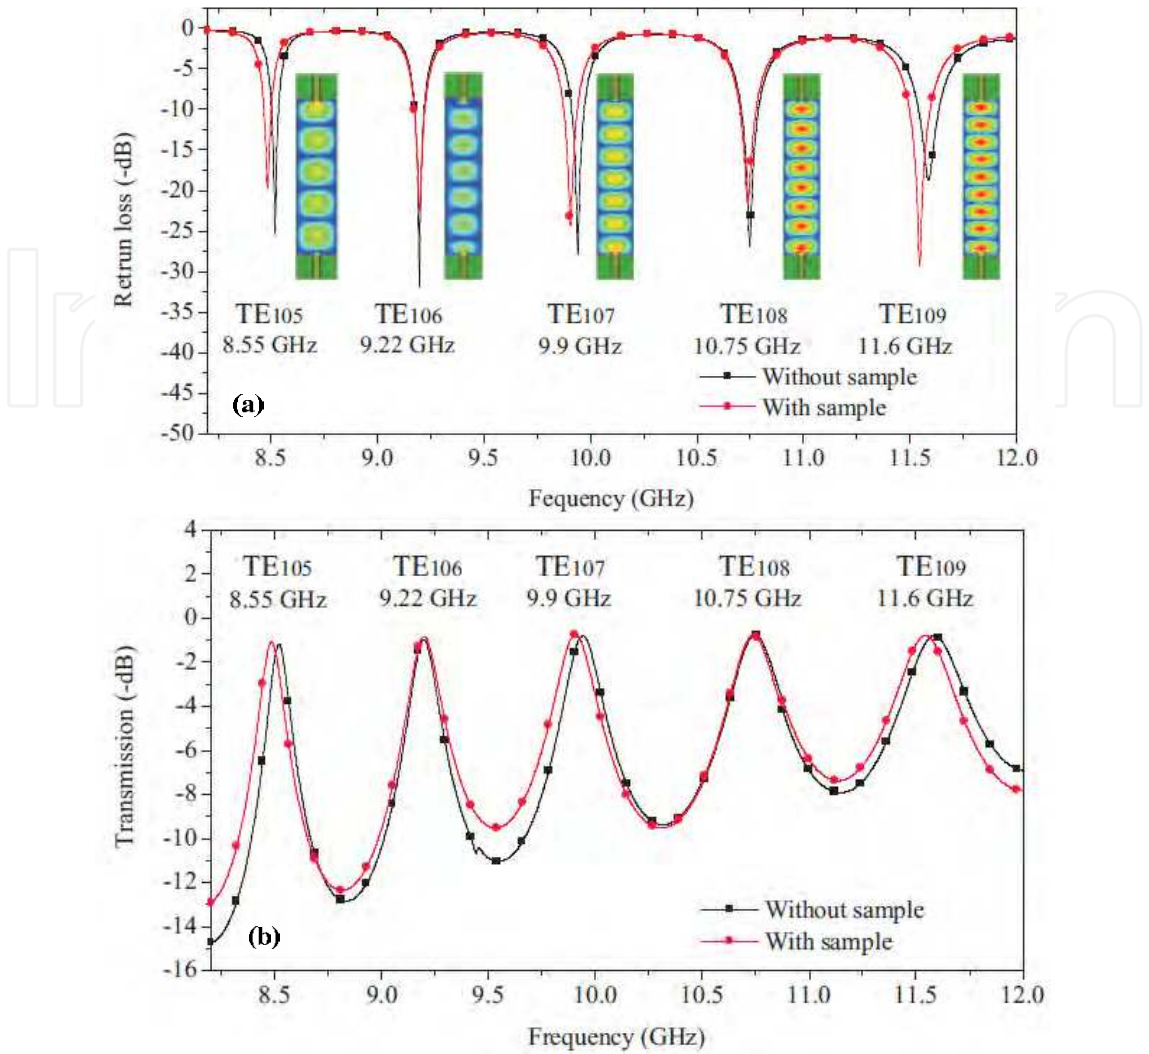 0
-5
-10
-15
-20
-25
-30
-35
-40
-45
-50
Retrun loss (-dB)
TE105 TE106 TE107 TE108 TE109
8.55 GHz 9.22 GHz 9.9 GHz 10.75 GHz 11.6 GHz
Without sample
With sample
(a)
8.5 9.0 9.5 10.0 10.5 11.0 11.5 12.0
Fequency (GHz)
4
2
0
-2
-4
-6
-8
-10
-12
-14
-16
Transmission (-dB)
TE105 TE106 TE107 TE108 TE109
8.55 GHz 9.22 GHz 9.9 GHz 10.75 GHz 11.6 GHz
Without sample
With sample
(b)
8.5 9.0 9.5 10.0 10.5 11.0 11.5 12.0
Frequency (GHz)